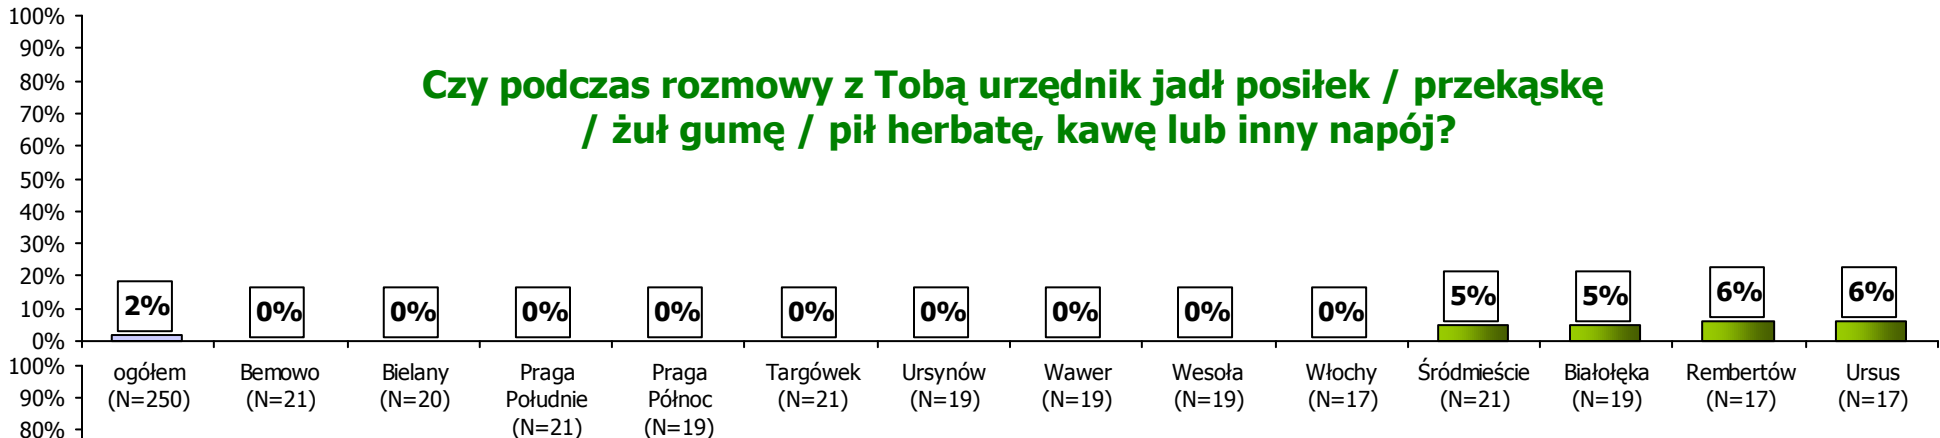 100%
90%
80%
70%
60%
50%
40%
30%
20%
10%
0%
Czy podczas rozmowy z Tobą urzędnik jadł posiłek / przekąskę
/ żuł gumę / pił herbatę, kawę lub inny napój?
2% 0% 0% 0% 0% 0% 0% 0% 0% 0% 5% 5% 6% 6%
ogółem Bemowo Bielany Praga Praga Targówek Ursynów Wawer Wesoła Włochy Śródmieście Białołęka Rembertów Ursus
(N=250) (N=21) (N=20) Południe Północ (N=21) (N=19) (N=19) (N=19) (N=17) (N=21) (N=19) (N=17) (N=17)
(N=21) (N=19)
100%
90%
80%